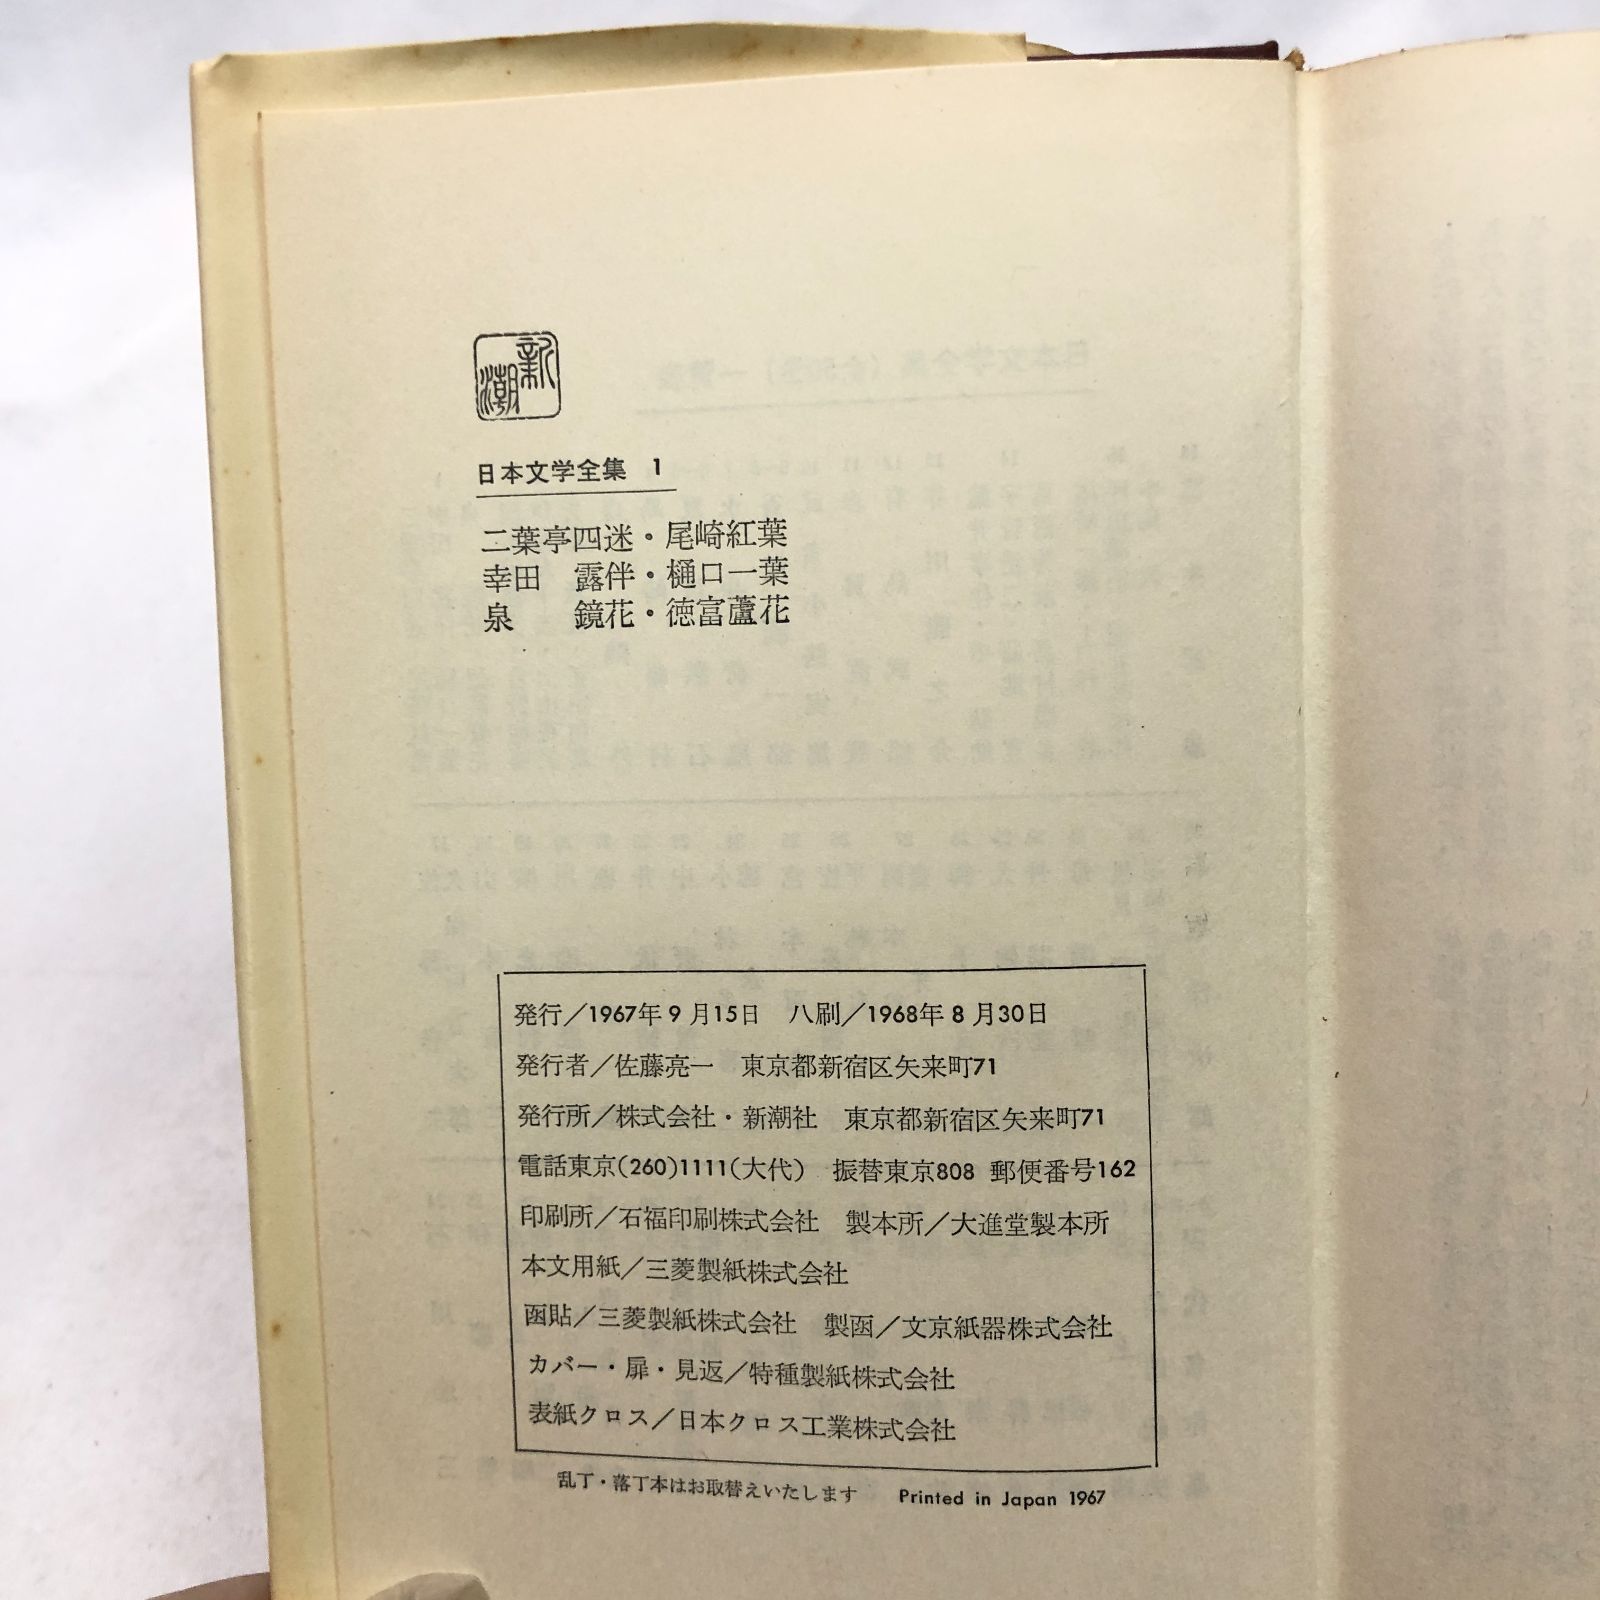 新潮
日本文学全集 1
二葉亭四迷・尾崎紅葉
幸田 露伴・樋口一葉
泉 鏡花・徳富蘆花
発行／1967年9月15日 八刷／1968年8月30日
発行者／佐藤亮一 東京都新宿区矢来町71
発行所／株式会社・新潮社 東京都新宿区矢来町71
電話東京(260)1111(大代) 振替東京808 郵便番号162
印刷所／石福印刷株式会社 製本所／大進堂製本所
本文用紙／三菱製紙株式会社
函貼／三菱製紙株式会社 製函／文京紙器株式会社
カバー・扉・見返／特種製紙株式会社
表紙クロス／日本クロス工業株式会社
乱丁・落丁本はお取替えいたします Printed in Japan 1967